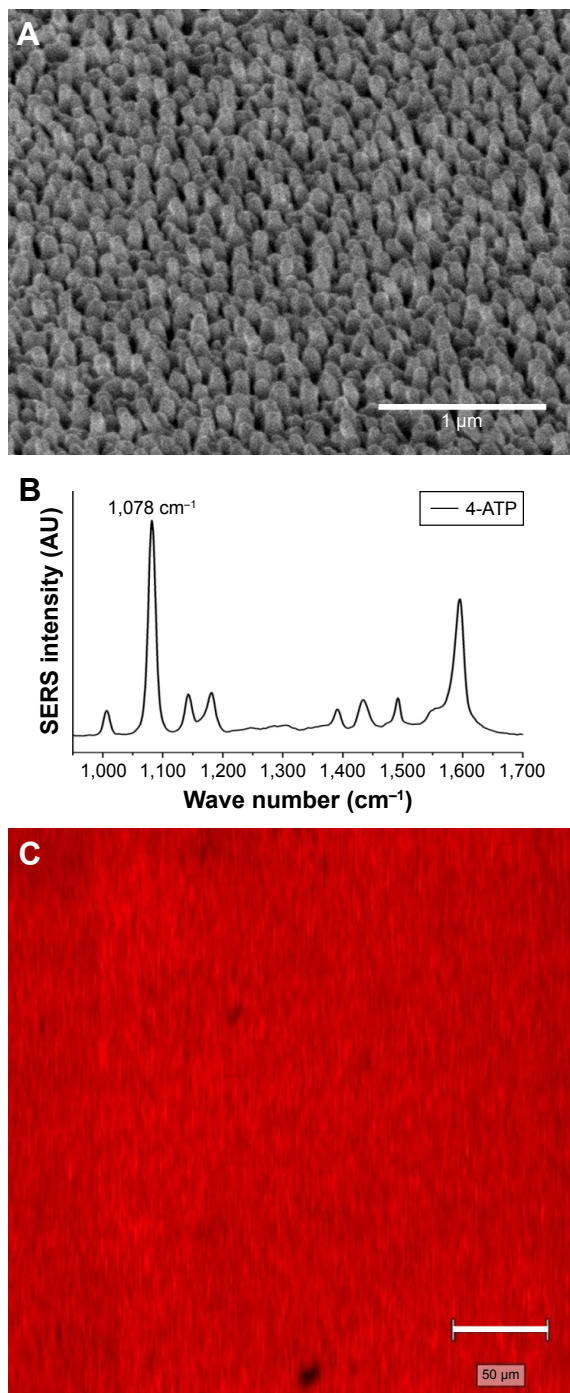 A
1 µm
B
1,078 cm⁻¹
4-ATP
SERS intensity (AU)
1,000 1,100 1,200 1,300 1,400 1,500 1,600 1,700
Wave number (cm⁻¹)
C
50 µm